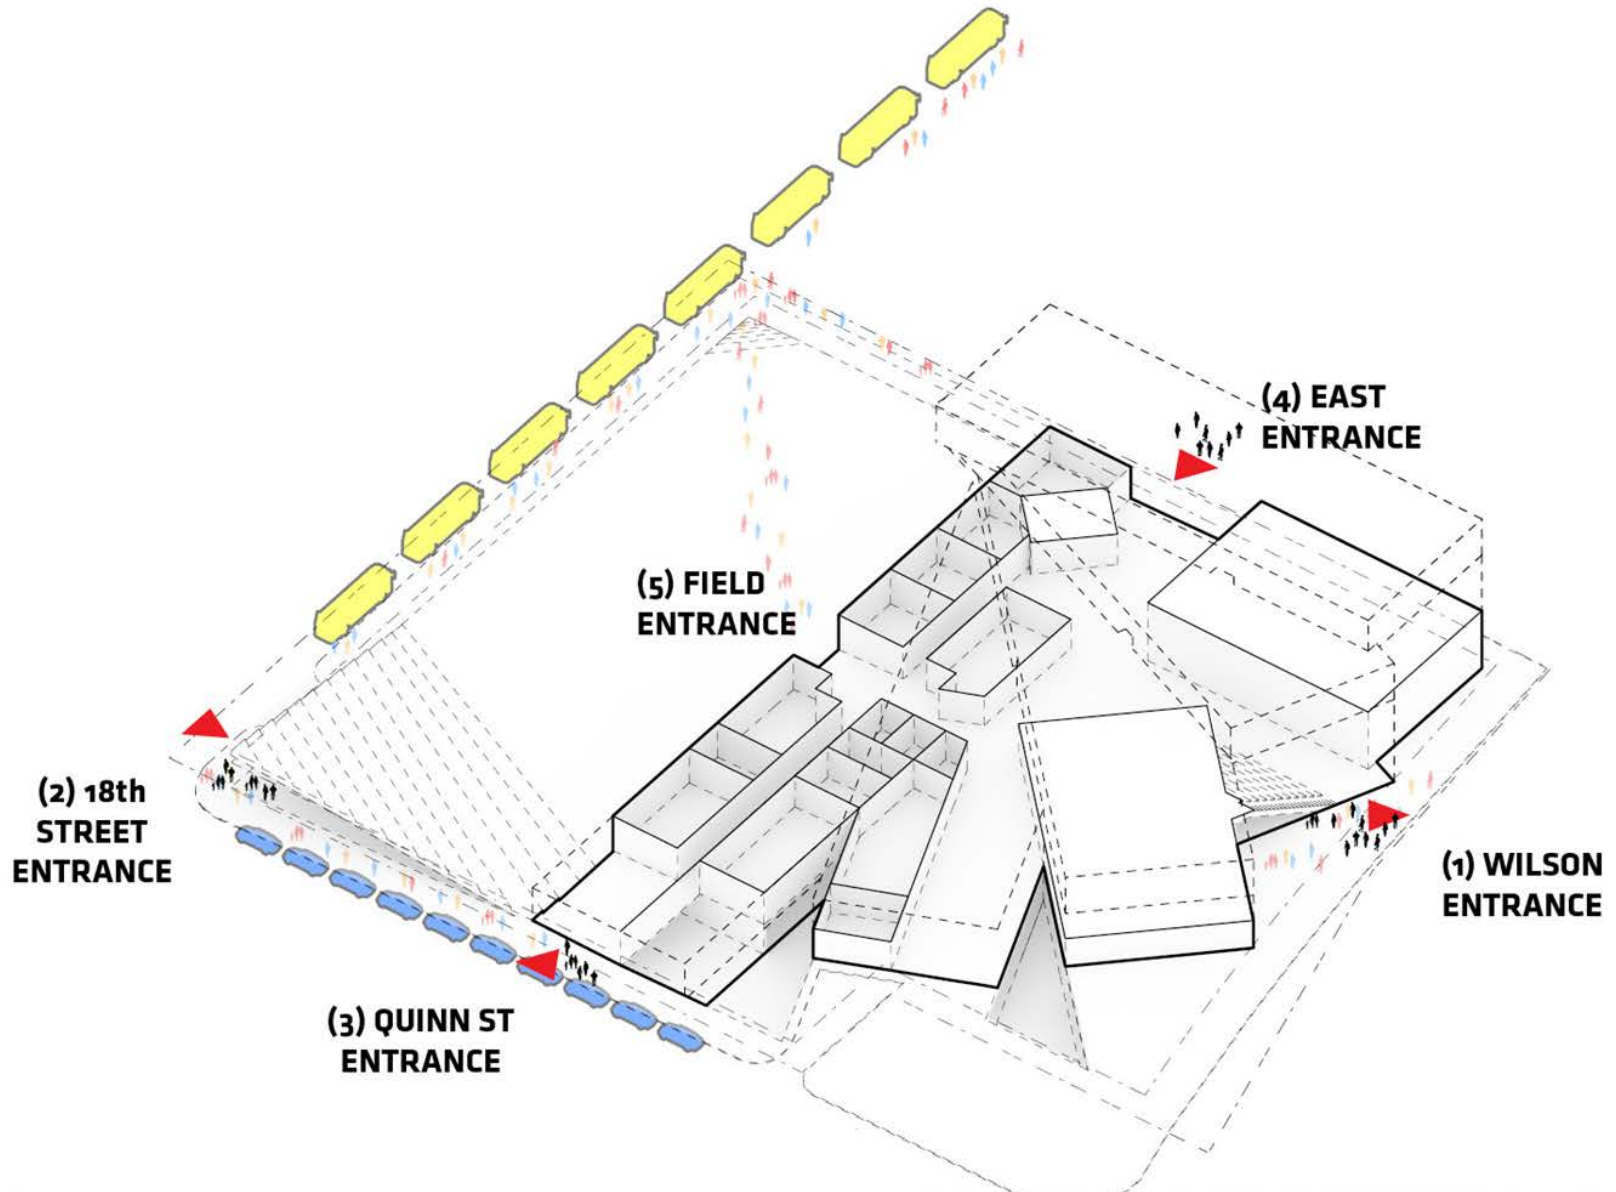 (4) EAST
ENTRANCE
(5) FIELD
ENTRANCE
(2) 18th
STREET
ENTRANCE
(1) WILSON
ENTRANCE
(3) QUINN ST
ENTRANCE